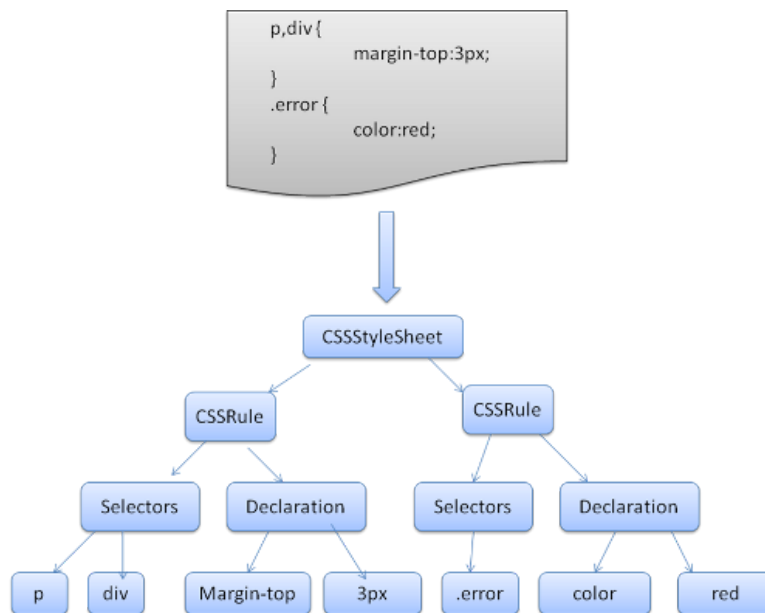 p,div {
margin-top:3px;
}
.error {
color:red;
}
CSSStyleSheet
CSSRule
CSSRule
Selectors
Declaration
Selectors
Declaration
p
div
Margin-top
3px
.error
color
red